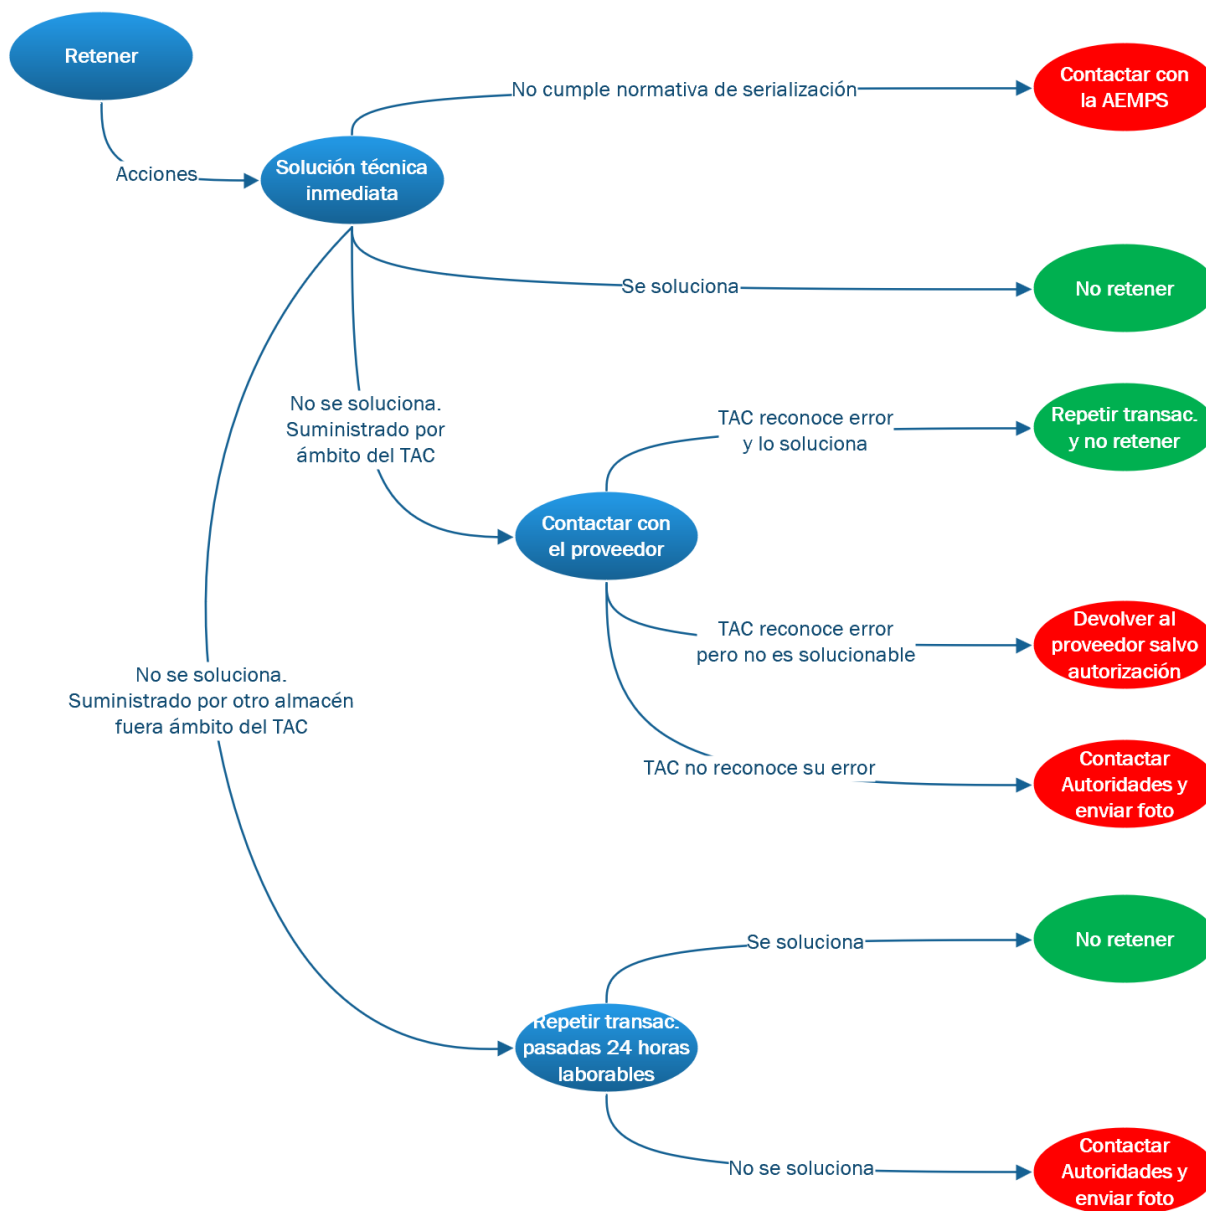 Retener
Acciones
Solución técnica
inmediata
No cumple normativa de serialización
Contactar con
la AEMPS
Se soluciona
No retener
No se soluciona.
Suministrado por
ámbito del TAC
Contactar con
el proveedor
TAC reconoce error
y lo soluciona
Repetir transac.
y no retener
TAC reconoce error
pero no es solucionable
Devolver al
proveedor salvo
autorización
TAC no reconoce su error
Contactar
Autoridades y
enviar foto
No se soluciona.
Suministrado por otro almacén
fuera ámbito del TAC
Repetir transac.
pasadas 24 horas
laborables
Se soluciona
No retener
No se soluciona
Contactar
Autoridades y
enviar foto